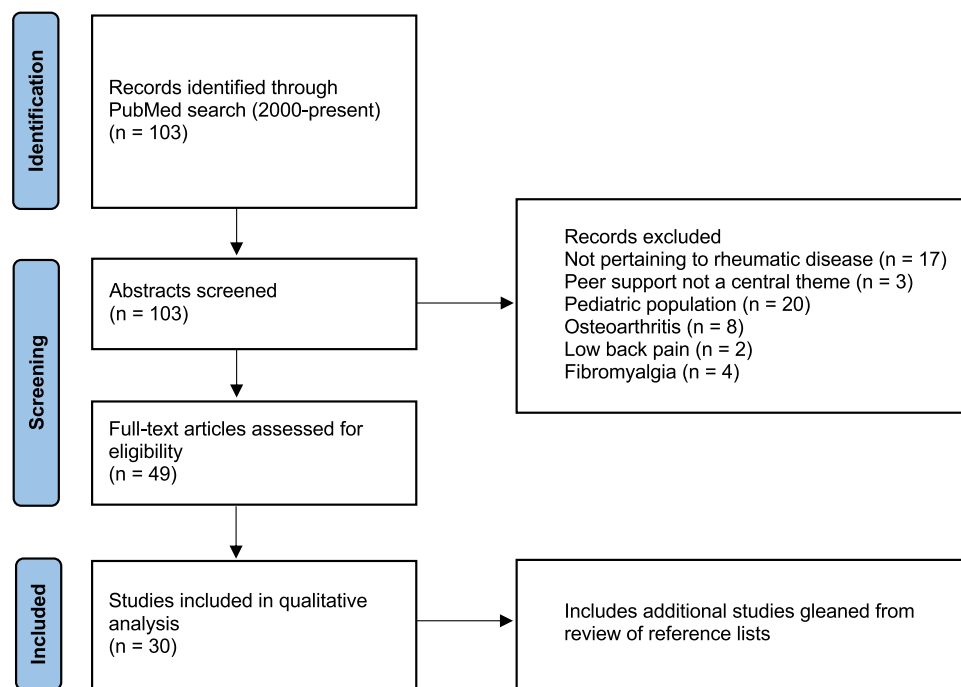 Identification
Records identified through
PubMed search (2000-present)
(n = 103)
Screening
Abstracts screened
(n = 103)
Records excluded
Not pertaining to rheumatic disease (n = 17)
Peer support not a central theme (n = 3)
Pediatric population (n = 20)
Osteoarthritis (n = 8)
Low back pain (n = 2)
Fibromyalgia (n = 4)
Full-text articles assessed for
eligibility
(n = 49)
Included
Studies included in qualitative
analysis
(n = 30)
Includes additional studies gleaned from
review of reference lists